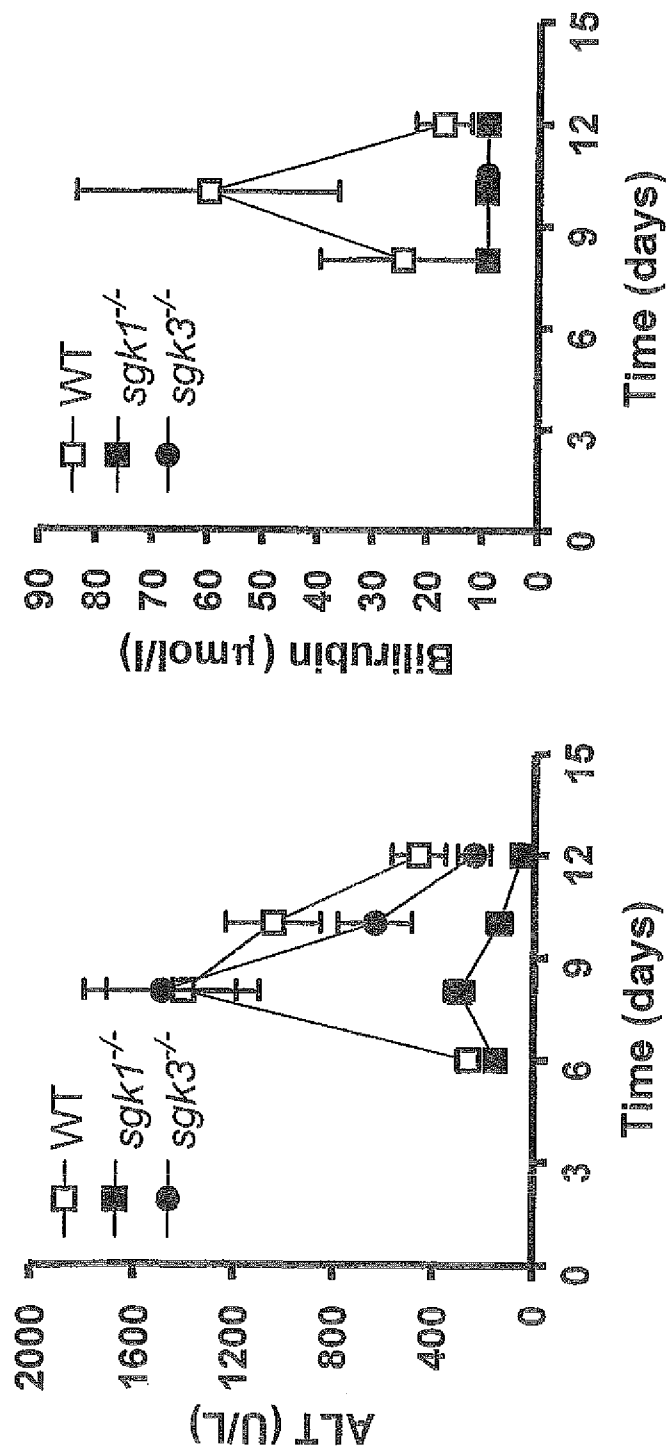 ALT (U/L)
2000
1600
1200
800
400
0
WT
sgk1-/-
sgk3-/-
0 3 6 9 12 15
Time (days)
Bilirubin (µmol/l)
90
80
70
60
50
40
30
20
10
0
WT
sgk1-/-
sgk3-/-
0 3 6 9 12 15
Time (days)